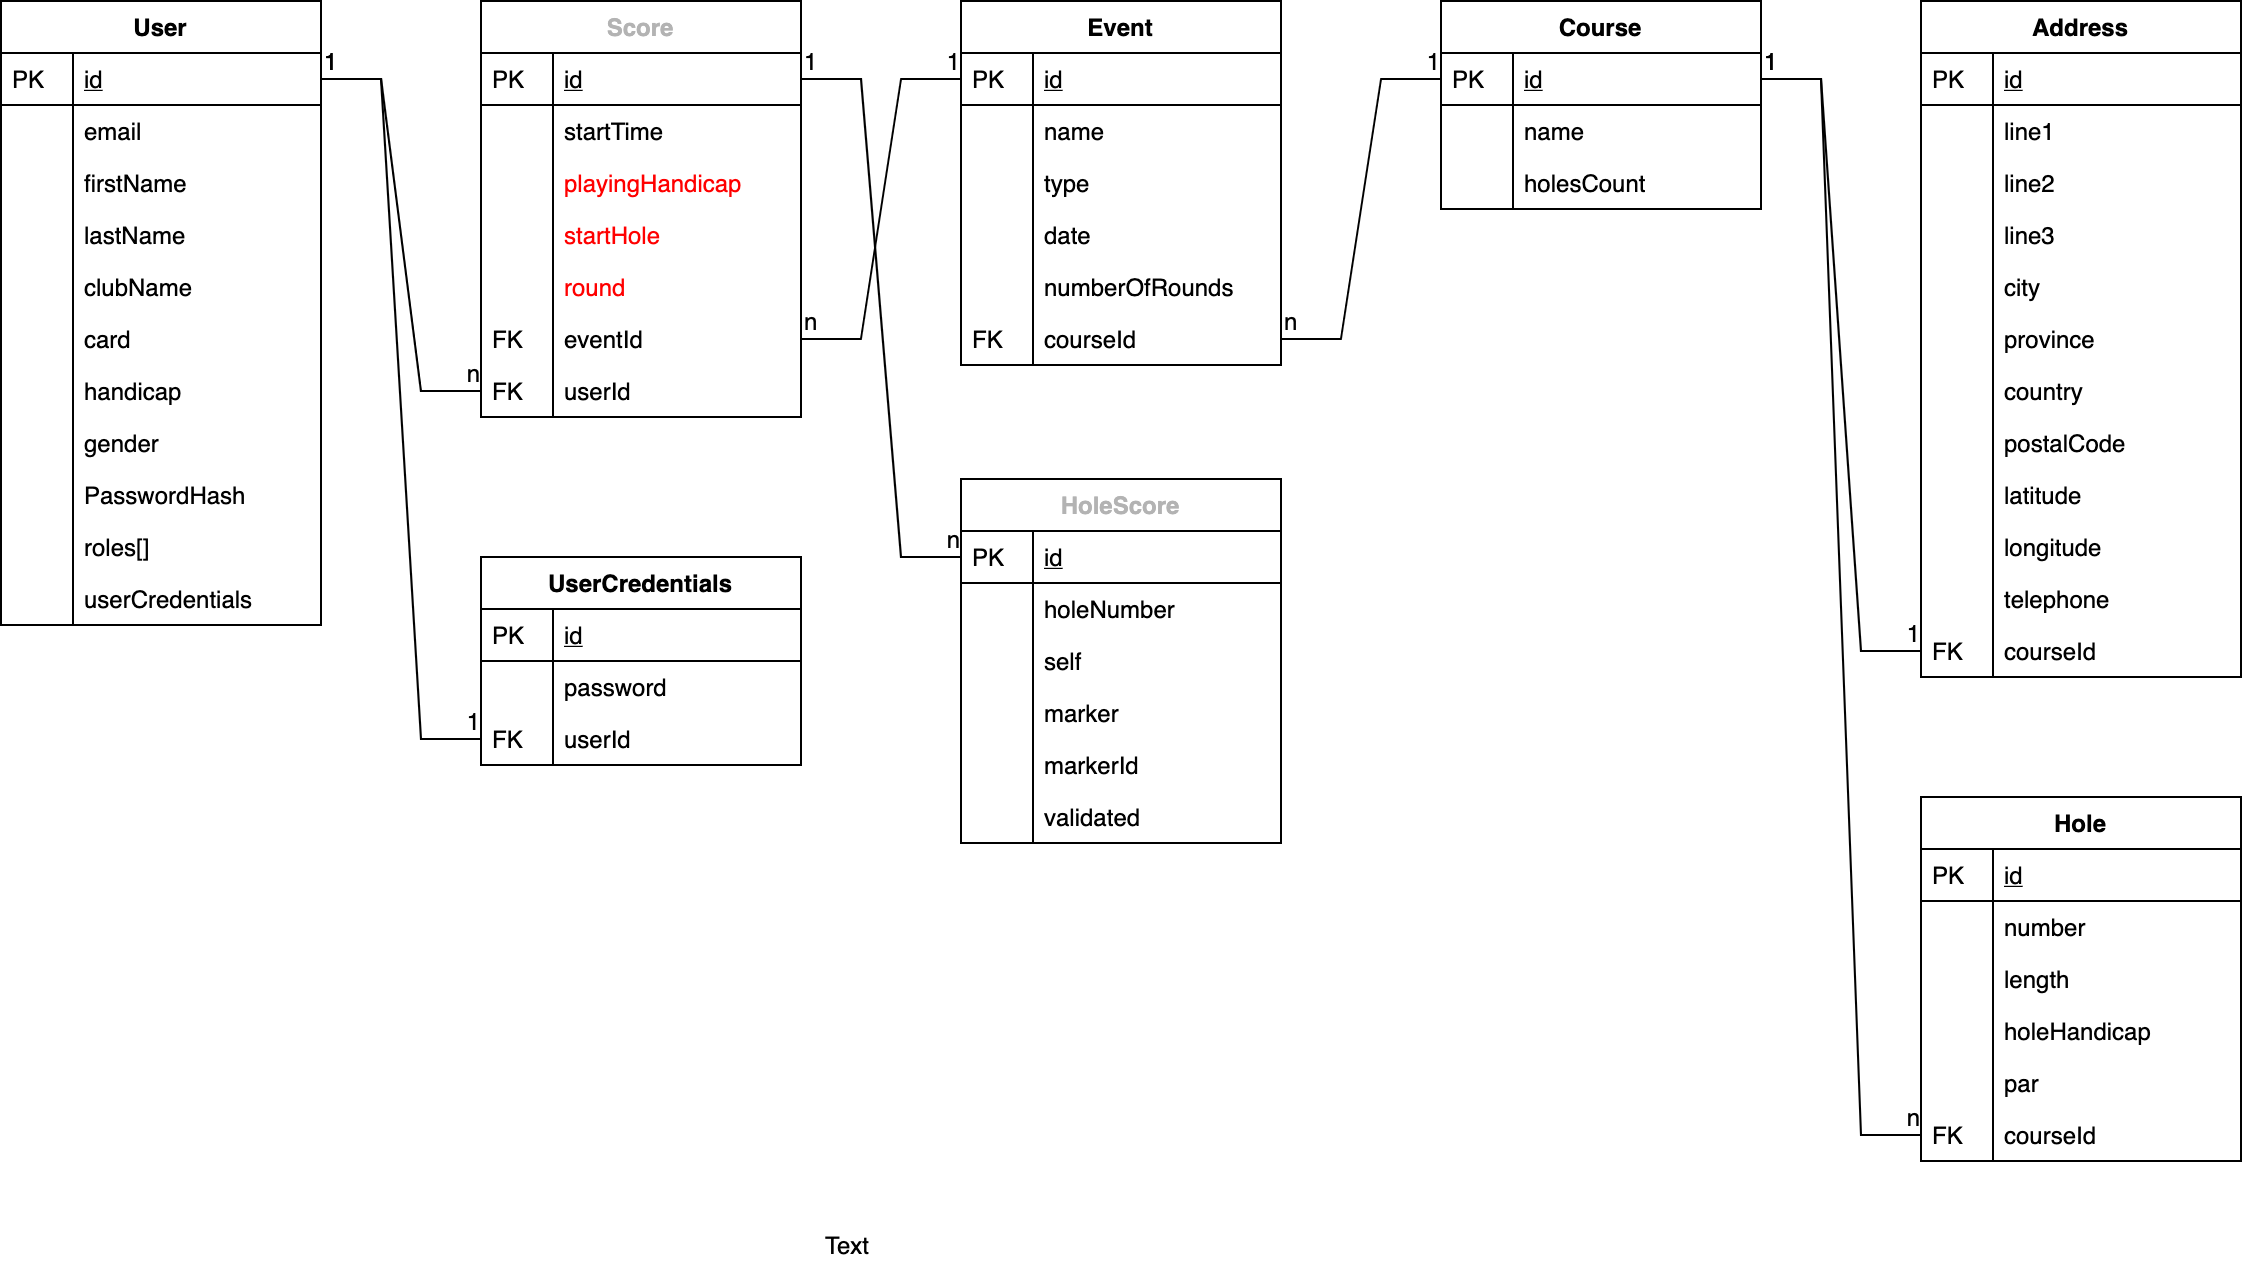 User
PK id
email
firstName
lastName
clubName
card
handicap
gender
PasswordHash
roles[]
userCredentials
1
n
1
Score
PK id
startTime
playingHandicap
startHole
round
FK eventId
FK userId
1
n
UserCredentials
PK id
password
FK userId
1
n
Event
PK id
name
type
date
numberOfRounds
FK courseId
n
HoleScore
PK id
holeNumber
self
marker
markerId
validated
1
Course
PK id
name
holesCount
1
1
n
Address
PK id
line1
line2
line3
city
province
country
postalCode
latitude
longitude
telephone
FK courseId
Hole
PK id
number
length
holeHandicap
par
FK courseId
Text